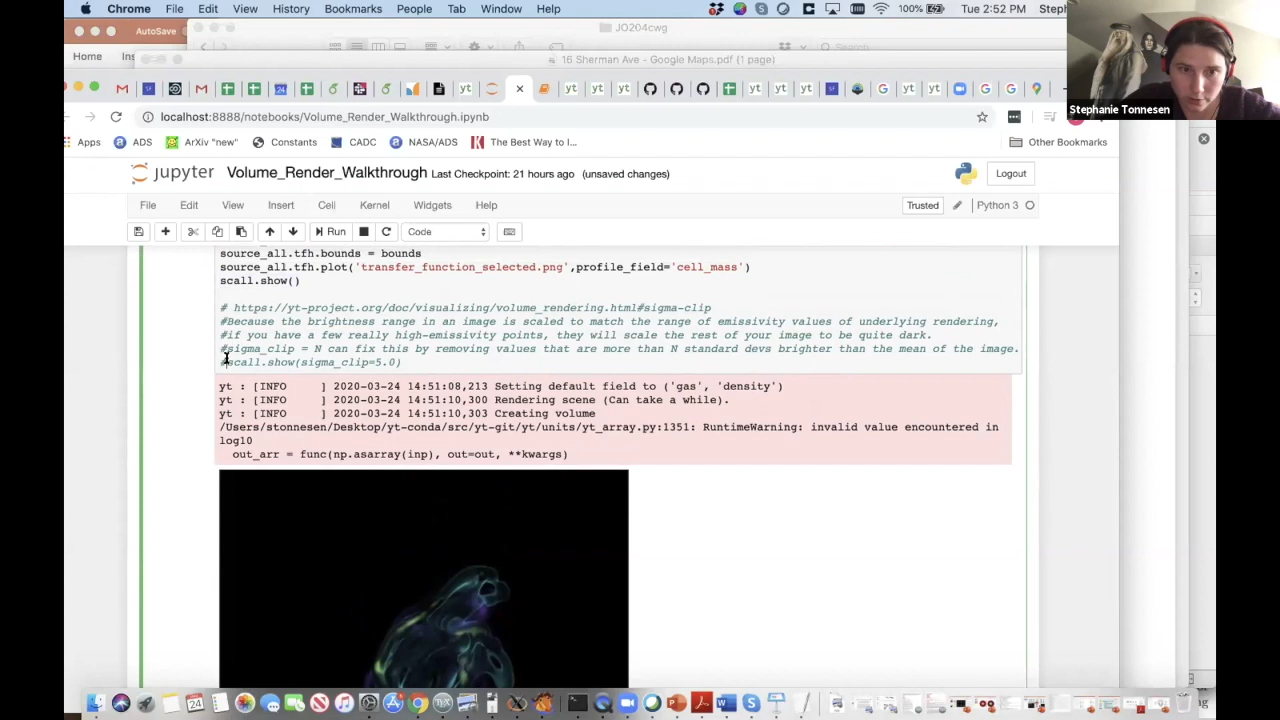 Chrome File Edit View History Bookmarks People Tab Window Help 100% Tue 2:52 PM Steph
AutoSave JO204cwg
Home Ins Search
16 Sherman Ave - Google Maps.pdf (1 page)
localhost:8888/notebooks/Volume_Render_Walkthrough.ipynb
Stephanie Tonnesen
Apps ADS ArXiv "new" Constants CADC NASA/ADS The Best Way to I... Other Bookmarks
jupyter Volume_Render_Walkthrough Last Checkpoint: 21 hours ago (unsaved changes) Logout
File Edit View Insert Cell Kernel Widgets Help Trusted Python 3
Run Code
source_all.tfh.bounds = bounds
source_all.tfh.plot('transfer_function_selected.png',profile_field='cell_mass')
scall.show()
# https://yt-project.org/doc/visualizing/volume_rendering.html#sigma-clip
#Because the brightness range in an image is scaled to match the range of emissivity values of underlying rendering,
#if you have a few really high-emissivity points, they will scale the rest of your image to be quite dark.
#sigma_clip = N can fix this by removing values that are more than N standard devs brighter than the mean of the image.
#scall.show(sigma_clip=5.0)
yt : [INFO ] 2020-03-24 14:51:08,213 Setting default field to ('gas', 'density')
yt : [INFO ] 2020-03-24 14:51:10,300 Rendering scene (Can take a while).
yt : [INFO ] 2020-03-24 14:51:10,303 Creating volume
/Users/stonnesen/Desktop/yt-conda/src/yt-git/yt/units/yt_array.py:1351: RuntimeWarning: invalid value encountered in
log10
out_arr = func(np.asarray(inp), out=out, **kwargs)